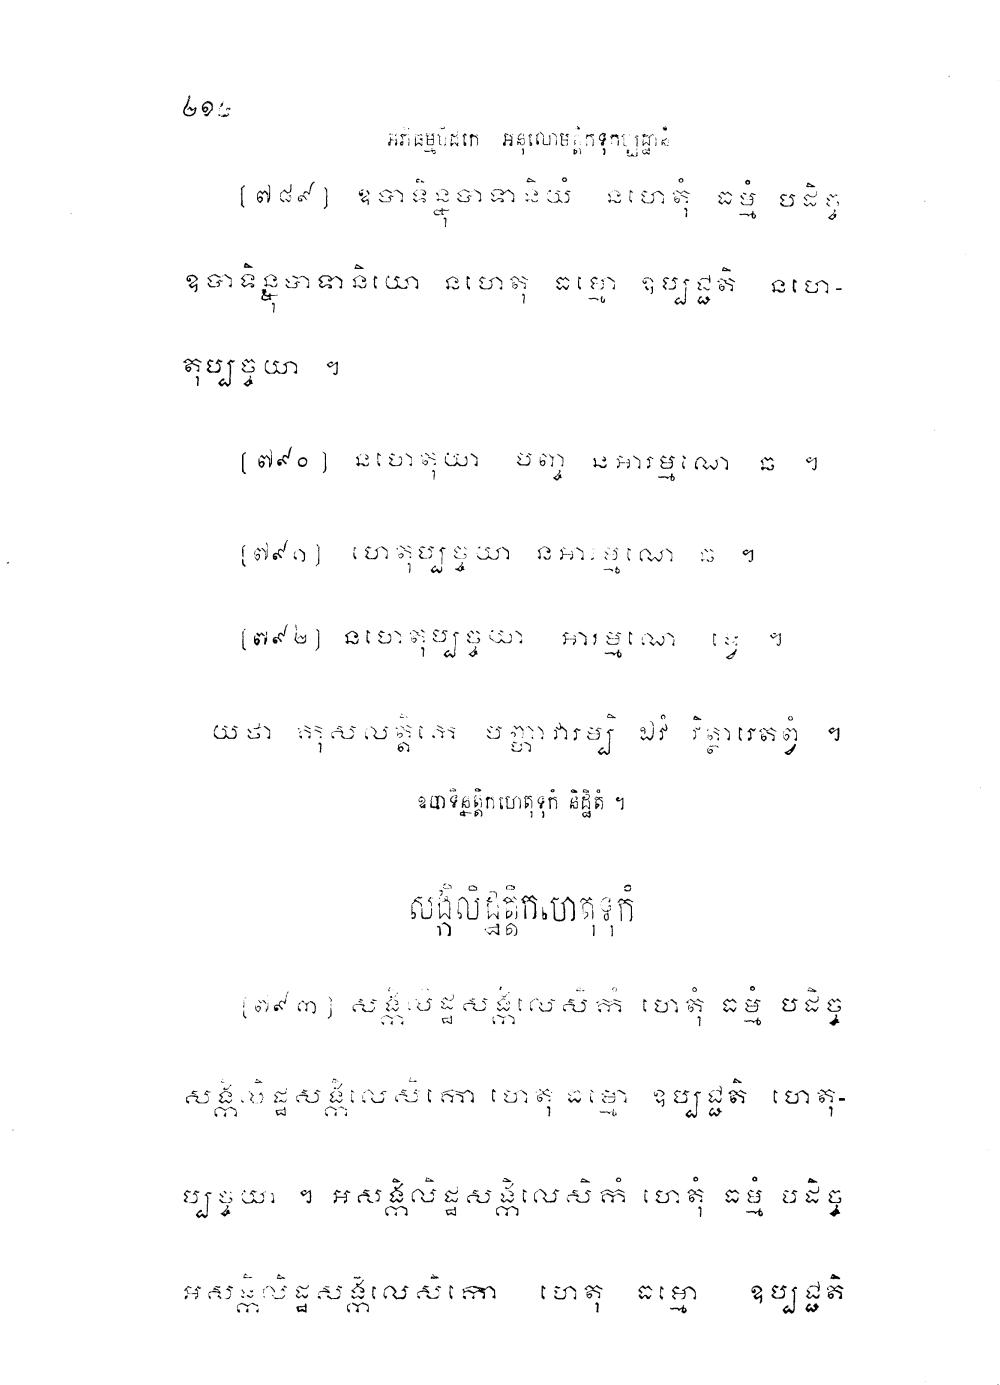 ២១៤
អភិធម្មបិដកេ អនុលោមត្តិកទុកប្បដ្ឋានំ
[៧៨៩] ឧបាទិន្នុបាទានិយំ នហេតុំ ធម្មំ បដិច្ច
ឧបាទិន្នុបាទានិយោ នហេតុ ធម្មោ ឧប្បជ្ជតិ នហេ-
តុប្បច្ចយា ។
[៧៩០] នហេតុយា បញ្ច នអារម្មណេ ឆ ។
[៧៩១] ហេតុប្បច្ចយា នអារម្មណេ ឆ ។
[៧៩២] នហេតុប្បច្ចយា អារម្មណេ ទ្វេ ។
យថា កុសលត្តិកេ បញ្ហាវារម្បិ ឯវំ វិត្ថារេតព្វំ ។
ឧបាទិន្នត្តិកហេតុទុកំ និដ្ឋិតំ ។
សង្កិលិដ្ឋត្តិកហេតុទុកំ
[៧៩៣] សង្កិលិដ្ឋសង្កិលេសិកំ ហេតុំ ធម្មំ បដិច្ច
សង្កិលិដ្ឋសង្កិលេសិកោ ហេតុ ធម្មោ ឧប្បជ្ជតិ ហេតុ-
ប្បច្ចយា ។ អសង្កិលិដ្ឋសង្កិលេសិកំ ហេតុំ ធម្មំ បដិច្ច
អសង្កិលិដ្ឋសង្កិលេសិកោ ហេតុ ធម្មោ ឧប្បជ្ជតិ